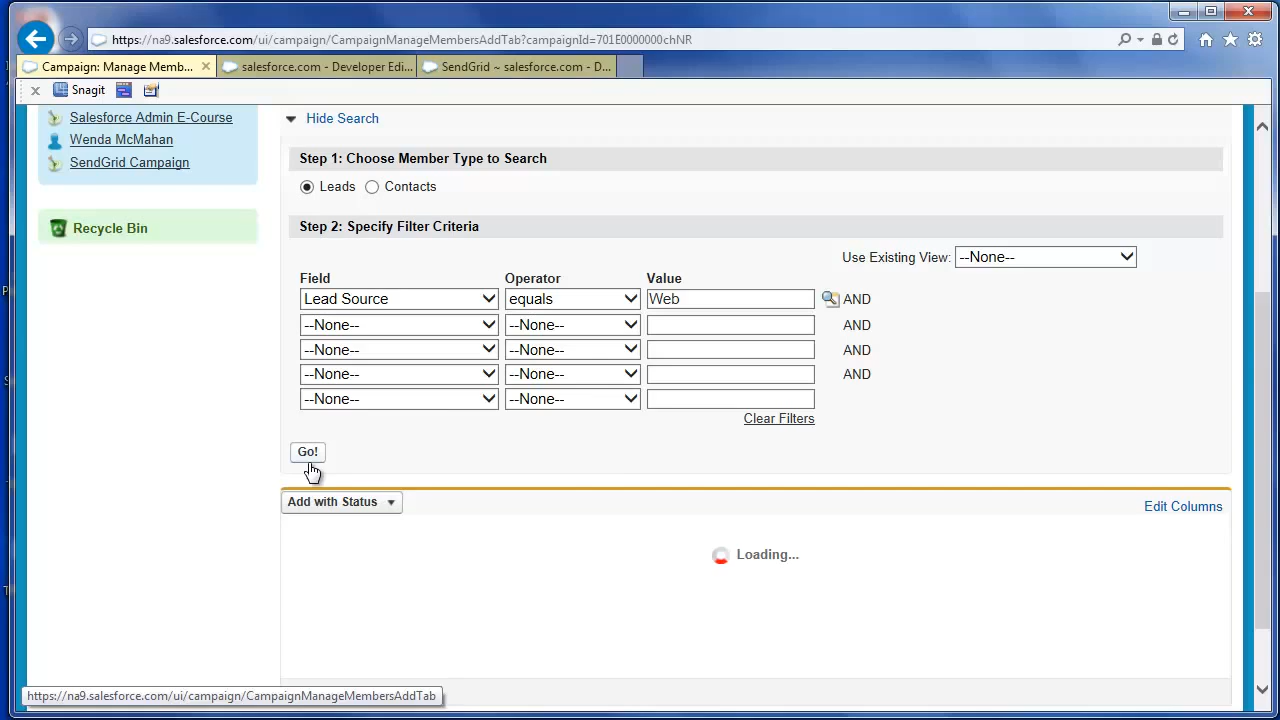 https://na9.salesforce.com/ui/campaign/CampaignManageMembersAddTab?campaignId=701E0000000chNR
Campaign: Manage Memb...
salesforce.com - Developer Edi...
SendGrid ~ salesforce.com - D...
Snagit
Salesforce Admin E-Course
Wenda McMahan
SendGrid Campaign
Recycle Bin
Hide Search
Step 1: Choose Member Type to Search
Leads Contacts
Step 2: Specify Filter Criteria
Use Existing View: --None--
Field Operator Value
Lead Source equals Web AND
--None-- --None-- AND
--None-- --None-- AND
--None-- --None-- AND
--None-- --None--
Clear Filters
Go!
Add with Status
Edit Columns
Loading...
https://na9.salesforce.com/ui/campaign/CampaignManageMembersAddTab